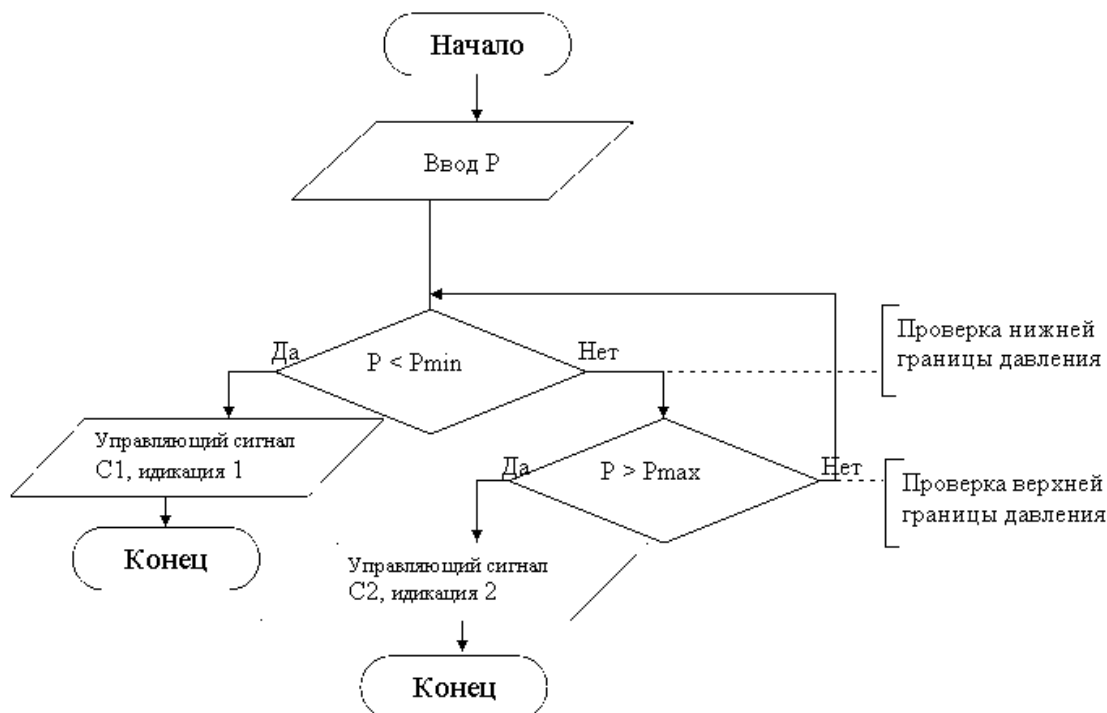 Начало
Ввод P
Да
P < Pmin
Нет
Проверка нижней
границы давления
Управляющий сигнал
C1, идикация 1
Да
P > Pmax
Нет
Проверка верхней
границы давления
Конец
Управляющий сигнал
C2, идикация 2
Конец